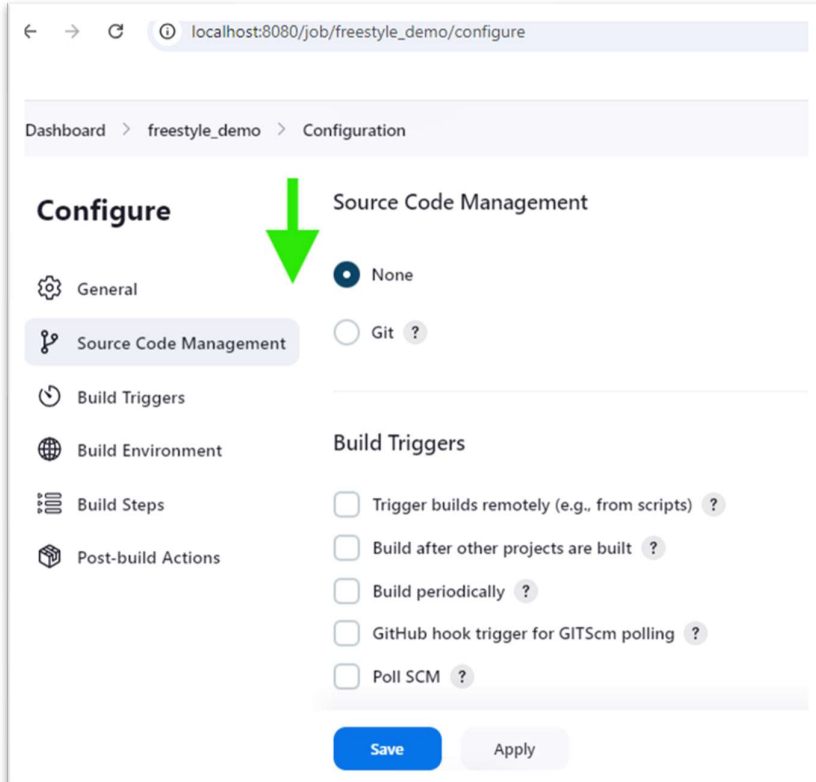 localhost:8080/job/freestyle_demo/configure
Dashboard > freestyle_demo > Configuration
Configure
General
Source Code Management
Build Triggers
Build Environment
Build Steps
Post-build Actions
Source Code Management
None
Git ?
Build Triggers
Trigger builds remotely (e.g., from scripts) ?
Build after other projects are built ?
Build periodically ?
GitHub hook trigger for GITScm polling ?
Poll SCM ?
Save Apply